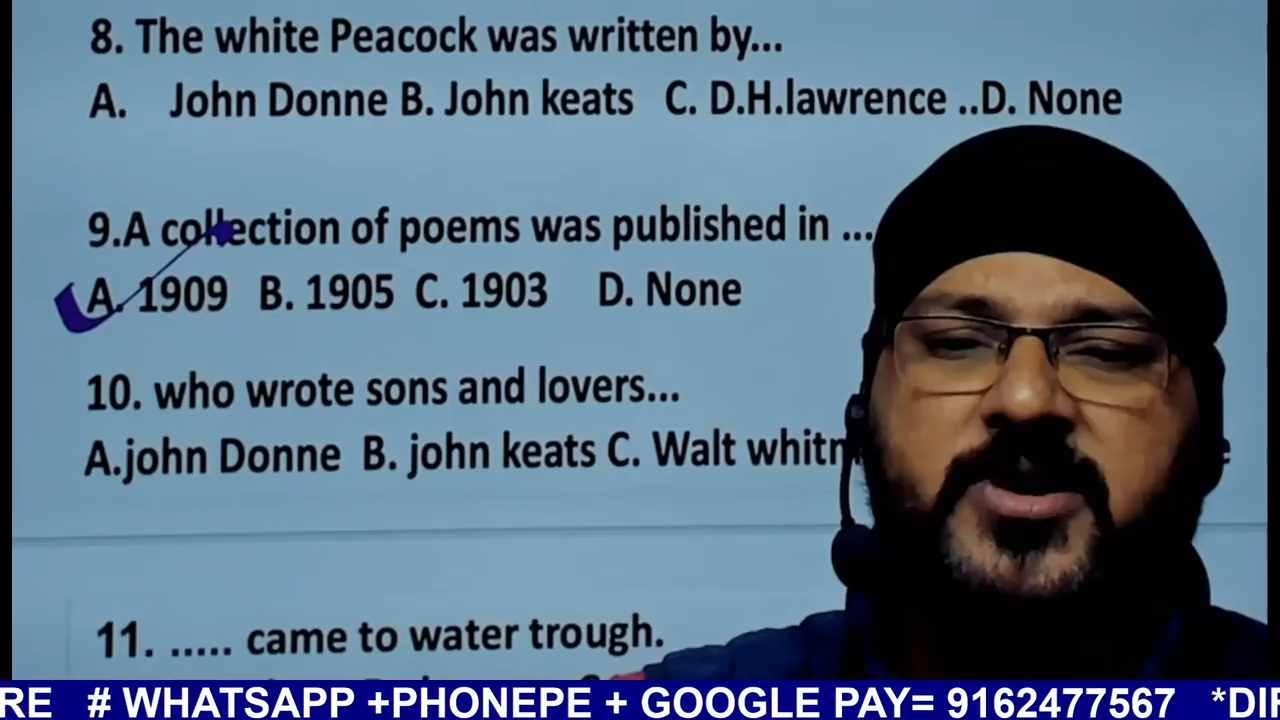 8. The white Peacock was written by...
A. John Donne B. John keats C. D.H.lawrence ..D. None
9.A collection of poems was published in ...
A. 1909 B. 1905 C. 1903 D. None
10. who wrote sons and lovers...
A.john Donne B. john keats C. Walt
11. ..... came to water trough.
RE # WHATSAPP +PHONEPE + GOOGLE PAY= 9162477567 *DIF